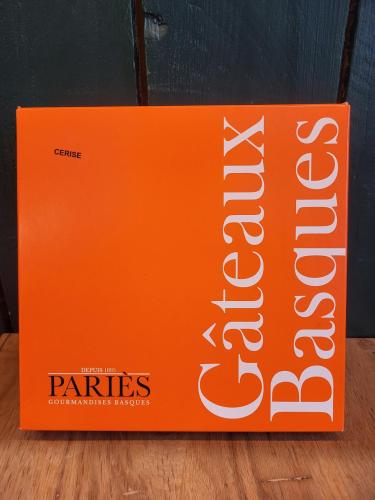 CERISE
Gâteaux
Basques
DEPUIS 1895
PARIÈS
GOURMANDISES BASQUES